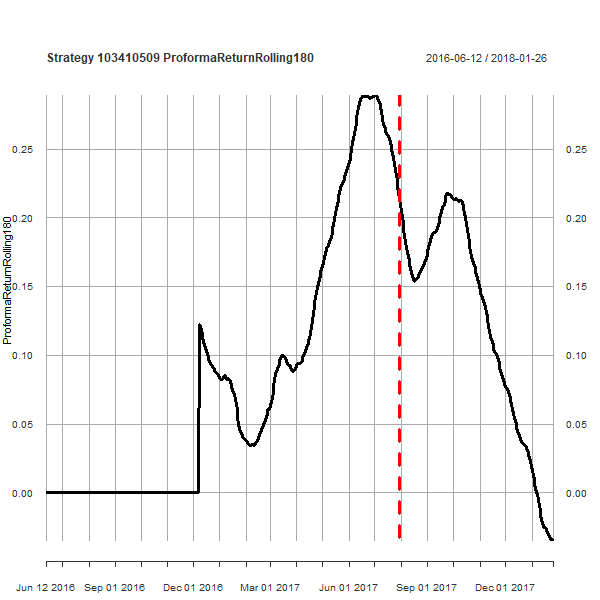 Strategy 103410509 ProformaReturnRolling180 2016-06-12 / 2018-01-26
0.25 0.25
0.20 0.20
0.15 0.15
0.10 0.10
0.05 0.05
0.00 0.00
ProformaReturnRolling180
Jun 12 2016 Sep 01 2016 Dec 01 2016 Mar 01 2017 Jun 01 2017 Sep 01 2017 Dec 01 2017